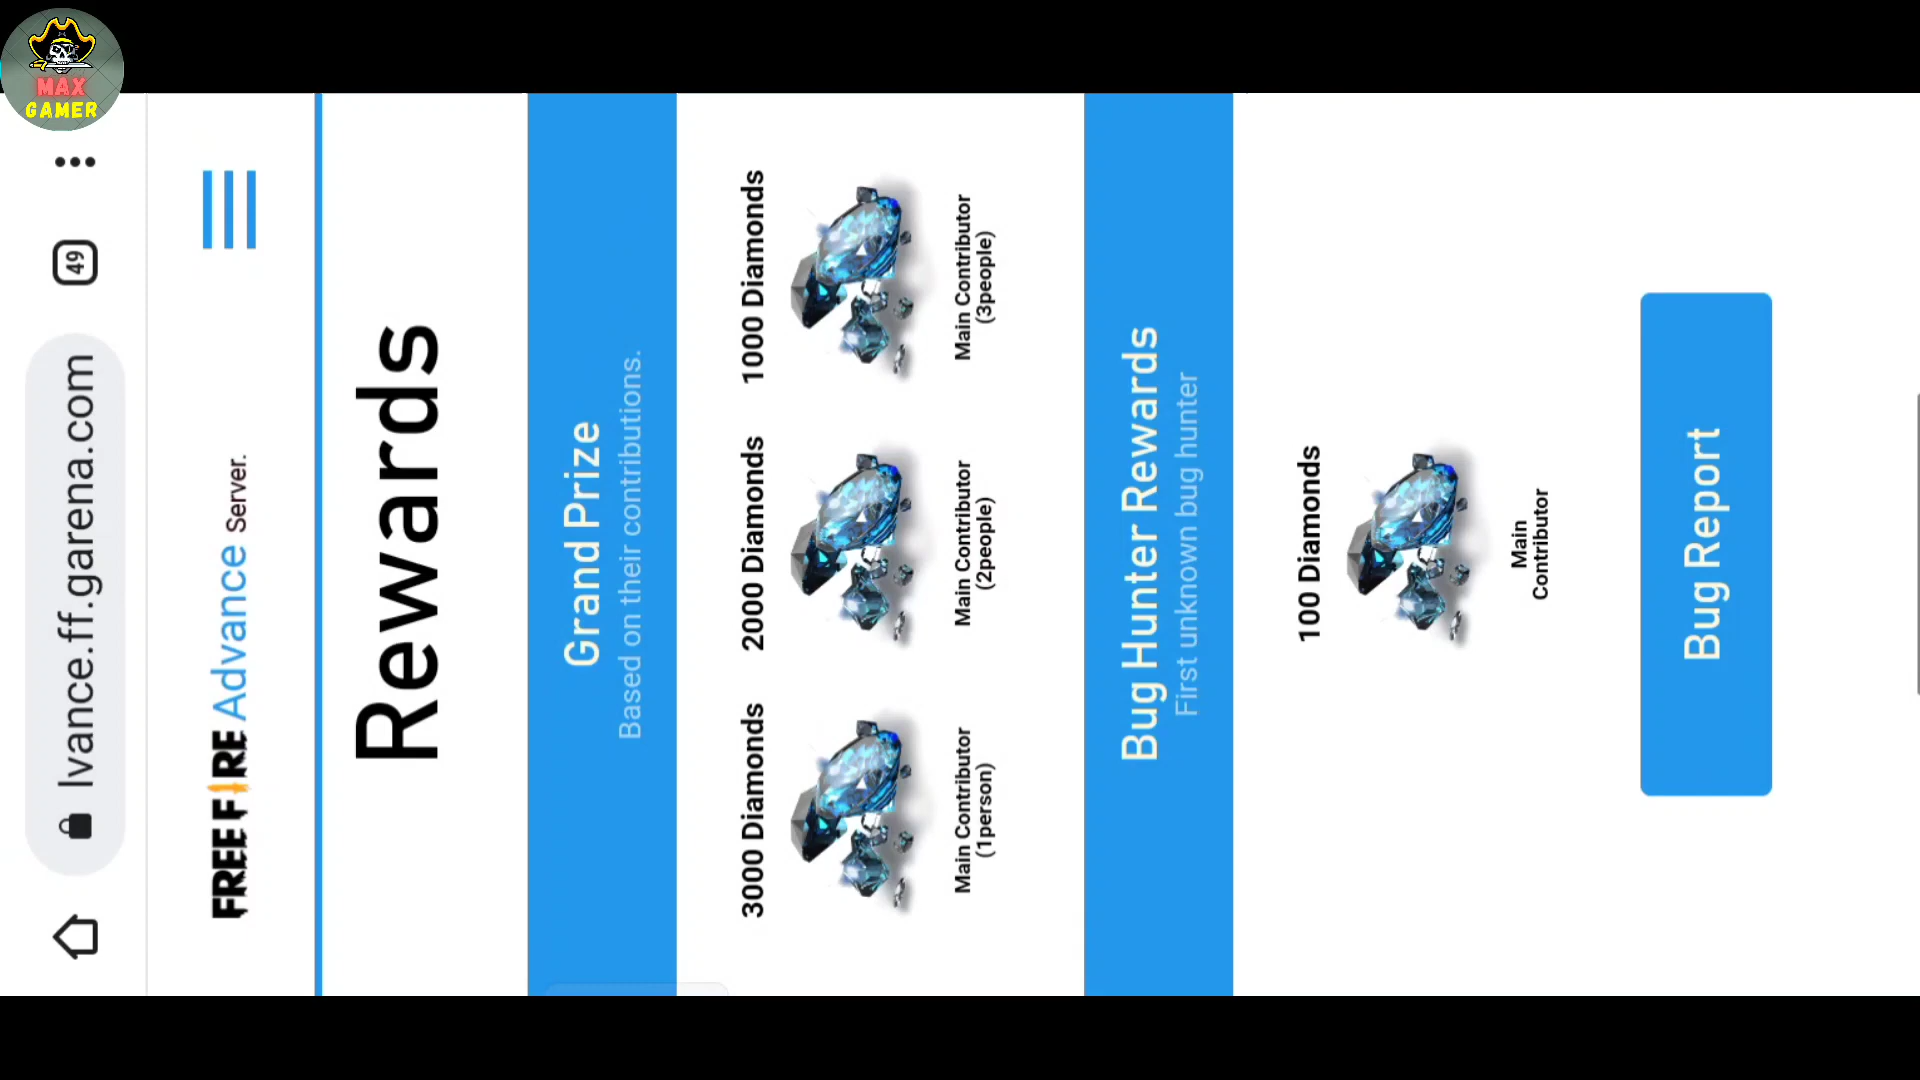 MAX
GAMER
lvance.ff.garena.com
49
FREE FIRE Advance Server.
Rewards
Grand Prize
Based on their contributions.
3000 Diamonds
2000 Diamonds
1000 Diamonds
Main Contributor
(1person)
Main Contributor
(2people)
Main Contributor
(3people)
Bug Hunter Rewards
First unknown bug hunter
100 Diamonds
Main
Contributor
Bug Report